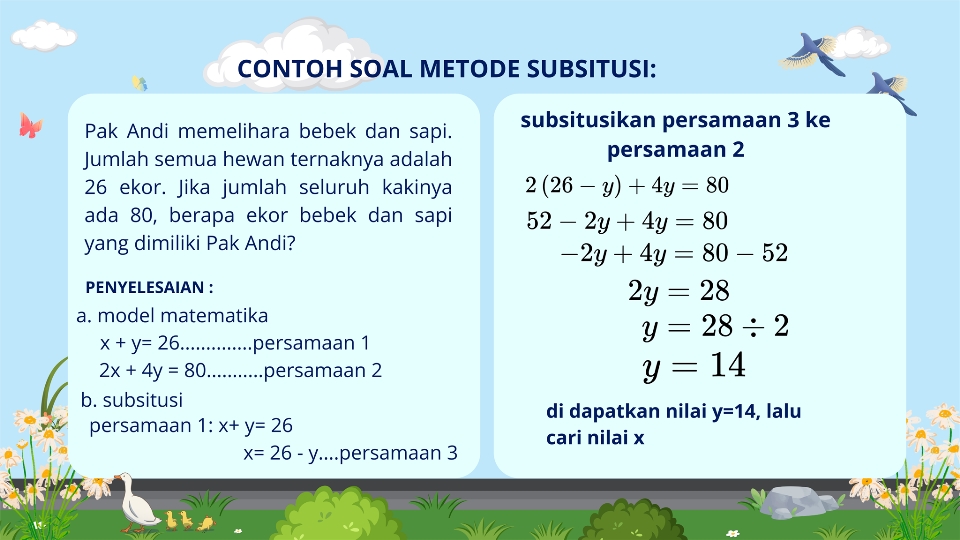 CONTOH SOAL METODE SUBSITUSI:
Pak Andi memelihara bebek dan sapi.
Jumlah semua hewan ternaknya adalah
26 ekor. Jika jumlah seluruh kakinya
ada 80, berapa ekor bebek dan sapi
yang dimiliki Pak Andi?
PENYELESAIAN :
a. model matematika
x + y= 26..............persamaan 1
2x + 4y = 80...........persamaan 2
b. subsitusi
persamaan 1: x+ y= 26
x= 26 - y....persamaan 3
subsitusikan persamaan 3 ke
persamaan 2
2 (26 − y) + 4y = 80
52 − 2y + 4y = 80
−2y + 4y = 80 − 52
2y = 28
y = 28 ÷ 2
y = 14
di dapatkan nilai y=14, lalu
cari nilai x